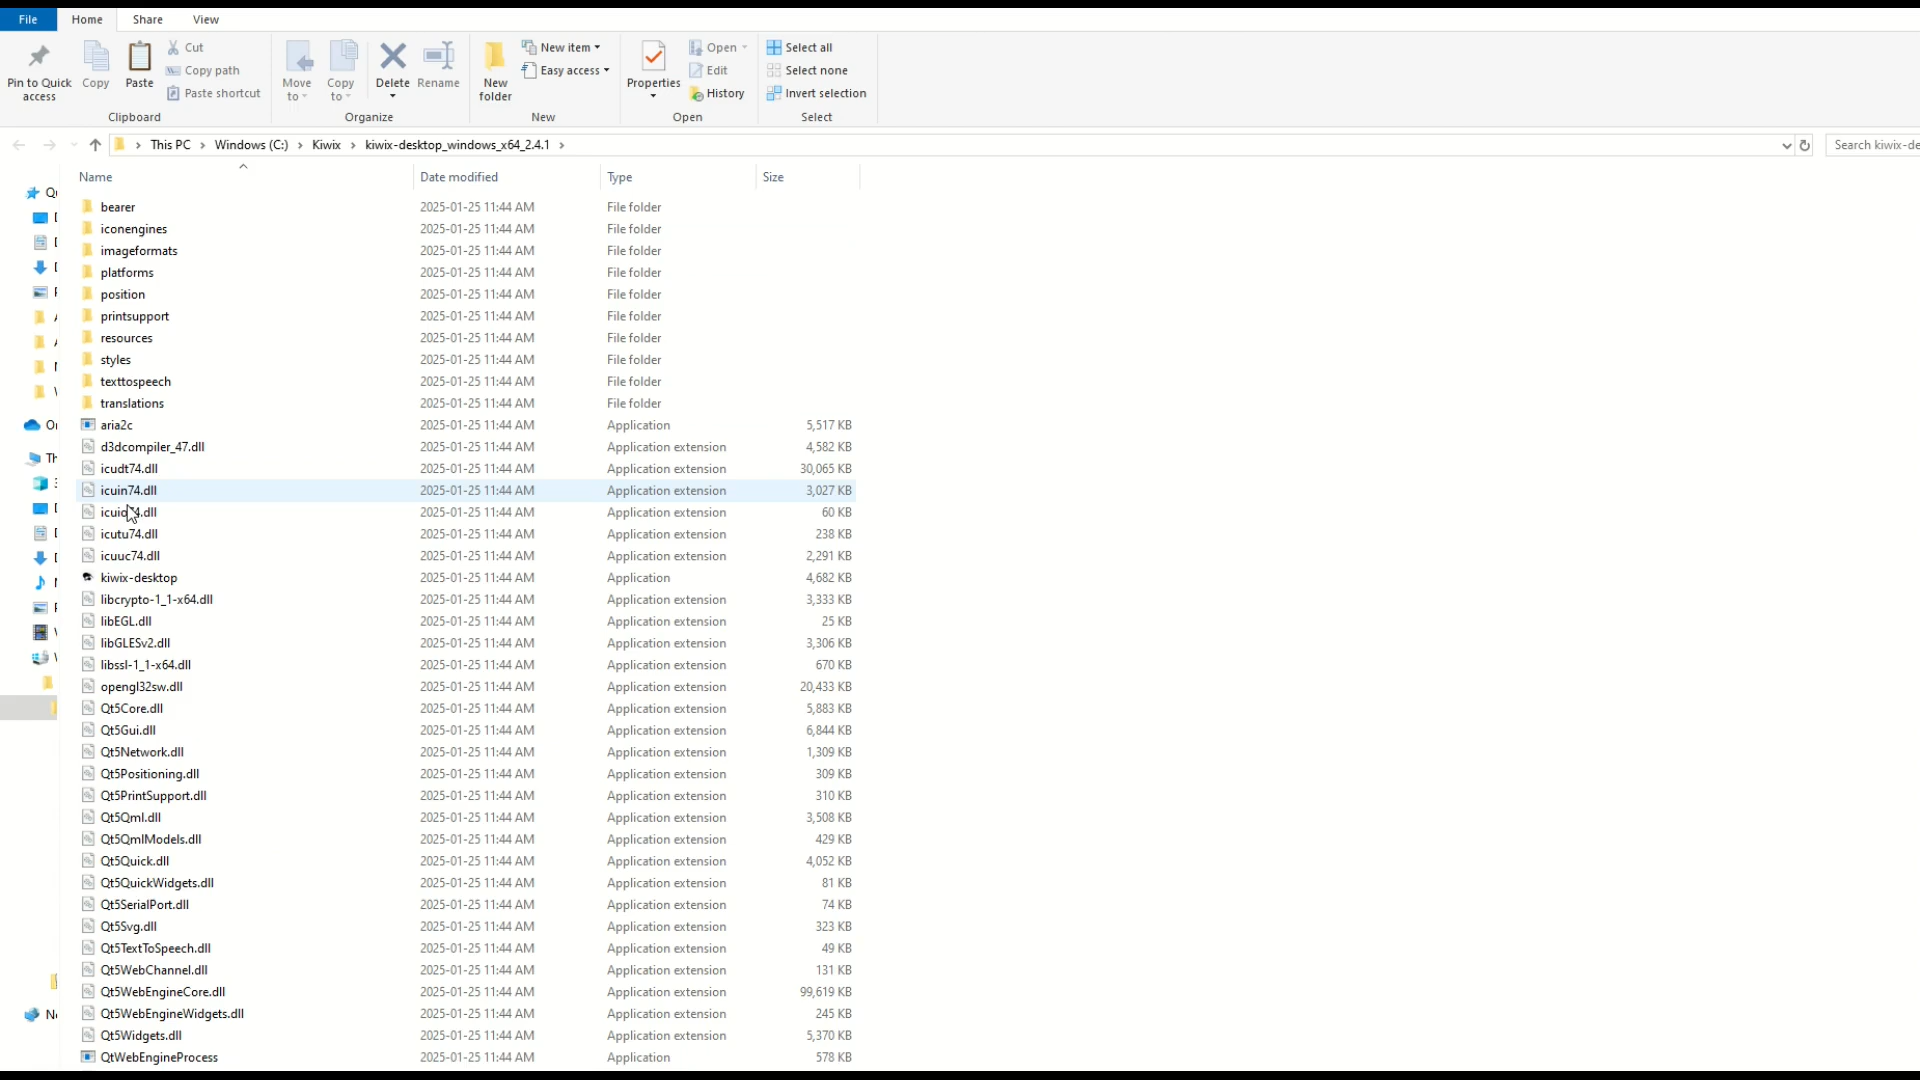 File Home Share View
Pin to Quick access
Copy
Paste
Cut
Copy path
Paste shortcut
Clipboard
Move to
Copy to
Delete
Rename
Organize
New folder
New item
Easy access
New
Properties
Open
Edit
History
Open
Select all
Select none
Invert selection
Select
This PC > Windows (C:) > Kiwix > kiwix-desktop_windows_x64_2.4.1 >
Search kiwix-de
Name Date modified Type Size
bearer 2025-01-25 11:44 AM File folder
iconengines 2025-01-25 11:44 AM File folder
imageformats 2025-01-25 11:44 AM File folder
platforms 2025-01-25 11:44 AM File folder
position 2025-01-25 11:44 AM File folder
printsupport 2025-01-25 11:44 AM File folder
resources 2025-01-25 11:44 AM File folder
styles 2025-01-25 11:44 AM File folder
texttospeech 2025-01-25 11:44 AM File folder
translations 2025-01-25 11:44 AM File folder
aria2c 2025-01-25 11:44 AM Application 5,517 KB
d3dcompiler_47.dll 2025-01-25 11:44 AM Application extension 4,582 KB
icudt74.dll 2025-01-25 11:44 AM Application extension 30,065 KB
icuin74.dll 2025-01-25 11:44 AM Application extension 3,027 KB
icuio74.dll 2025-01-25 11:44 AM Application extension 60 KB
icutu74.dll 2025-01-25 11:44 AM Application extension 238 KB
icuuc74.dll 2025-01-25 11:44 AM Application extension 2,291 KB
kiwix-desktop 2025-01-25 11:44 AM Application 4,682 KB
libcrypto-1_1-x64.dll 2025-01-25 11:44 AM Application extension 3,333 KB
libEGL.dll 2025-01-25 11:44 AM Application extension 25 KB
libGLESv2.dll 2025-01-25 11:44 AM Application extension 3,306 KB
libssl-1_1-x64.dll 2025-01-25 11:44 AM Application extension 670 KB
opengl32sw.dll 2025-01-25 11:44 AM Application extension 20,433 KB
Qt5Core.dll 2025-01-25 11:44 AM Application extension 5,883 KB
Qt5Gui.dll 2025-01-25 11:44 AM Application extension 6,844 KB
Qt5Network.dll 2025-01-25 11:44 AM Application extension 1,309 KB
Qt5Positioning.dll 2025-01-25 11:44 AM Application extension 309 KB
Qt5PrintSupport.dll 2025-01-25 11:44 AM Application extension 310 KB
Qt5Qml.dll 2025-01-25 11:44 AM Application extension 3,508 KB
Qt5QmlModels.dll 2025-01-25 11:44 AM Application extension 429 KB
Qt5Quick.dll 2025-01-25 11:44 AM Application extension 4,052 KB
Qt5QuickWidgets.dll 2025-01-25 11:44 AM Application extension 81 KB
Qt5SerialPort.dll 2025-01-25 11:44 AM Application extension 74 KB
Qt5Svg.dll 2025-01-25 11:44 AM Application extension 323 KB
Qt5TextToSpeech.dll 2025-01-25 11:44 AM Application extension 49 KB
Qt5WebChannel.dll 2025-01-25 11:44 AM Application extension 131 KB
Qt5WebEngineCore.dll 2025-01-25 11:44 AM Application extension 99,619 KB
Qt5WebEngineWidgets.dll 2025-01-25 11:44 AM Application extension 245 KB
Qt5Widgets.dll 2025-01-25 11:44 AM Application extension 5,370 KB
QtWebEngineProcess 2025-01-25 11:44 AM Application 578 KB